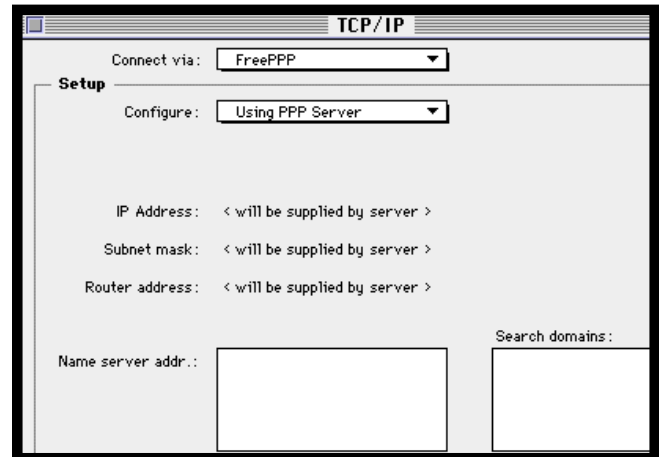 TCP/IP
Connect via: FreePPP
Setup
Configure: Using PPP Server
IP Address: < will be supplied by server >
Subnet mask: < will be supplied by server >
Router address: < will be supplied by server >
Search domains:
Name server addr.: